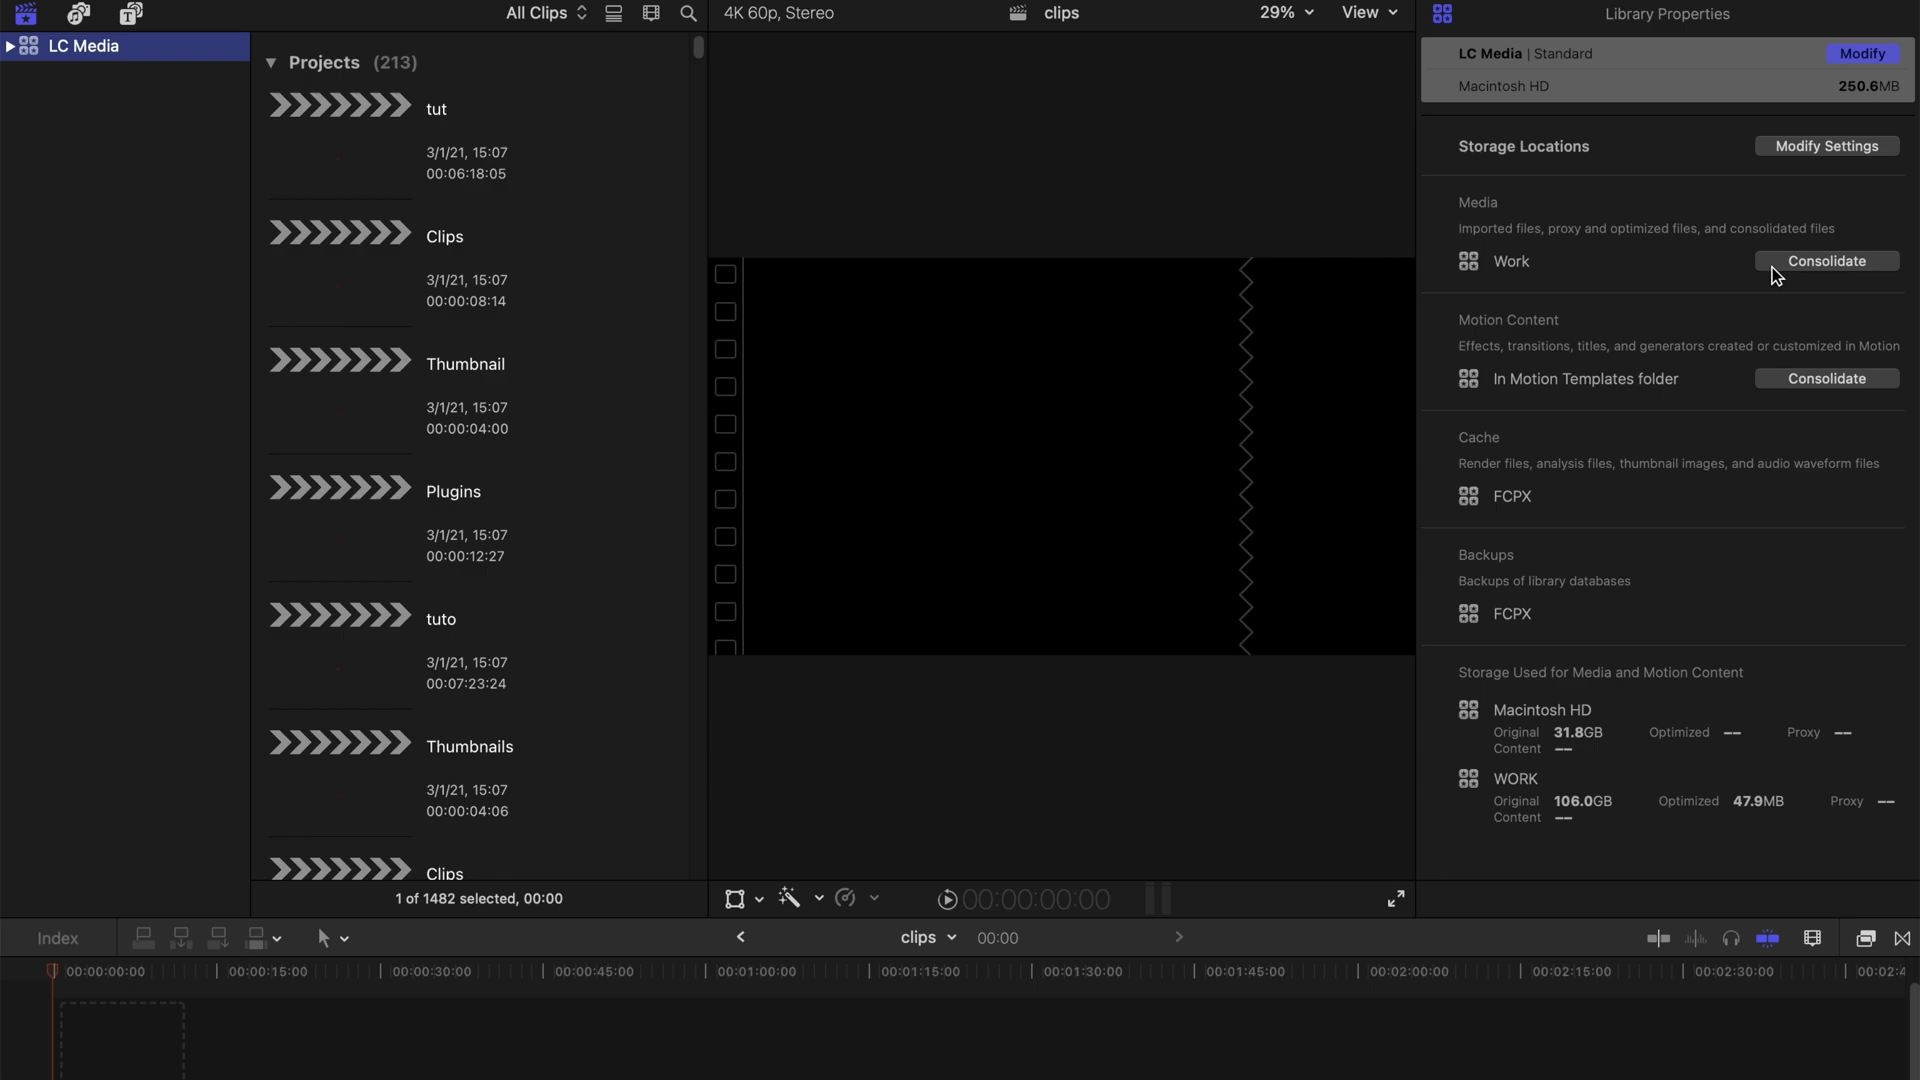 All Clips
4K 60p, Stereo
clips
29%
View
Library Properties
LC Media
Projects (213)
tut
3/1/21, 15:07
00:06:18:05
Clips
3/1/21, 15:07
00:00:08:14
Thumbnail
3/1/21, 15:07
00:00:04:00
Plugins
3/1/21, 15:07
00:00:12:27
tuto
3/1/21, 15:07
00:07:23:24
Thumbnails
3/1/21, 15:07
00:00:04:06
Clips
1 of 1482 selected, 00:00
00:00:00:00
LC Media | Standard
Modify
Macintosh HD
250.6MB
Storage Locations
Modify Settings
Media
Imported files, proxy and optimized files, and consolidated files
Work
Consolidate
Motion Content
Effects, transitions, titles, and generators created or customized in Motion
In Motion Templates folder
Consolidate
Cache
Render files, analysis files, thumbnail images, and audio waveform files
FCPX
Backups
Backups of library databases
FCPX
Storage Used for Media and Motion Content
Macintosh HD
Original 31.8GB Optimized -- Proxy --
Content --
WORK
Original 106.0GB Optimized 47.9MB Proxy --
Content --
Index
clips
00:00
00:00:00:00 00:00:15:00 00:00:30:00 00:00:45:00 00:01:00:00 00:01:15:00 00:01:30:00 00:01:45:00 00:02:00:00 00:02:15:00 00:02:30:00 00:02:4